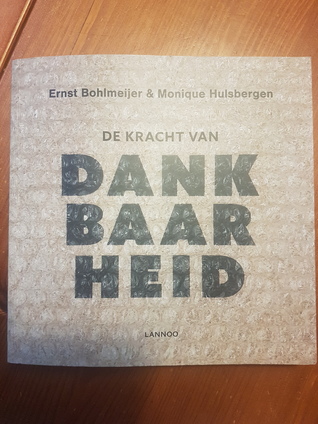 Ernst Bohlmeijer & Monique Hulsbergen
DE KRACHT VAN
DANK
BAAR
HEID
LANNOO